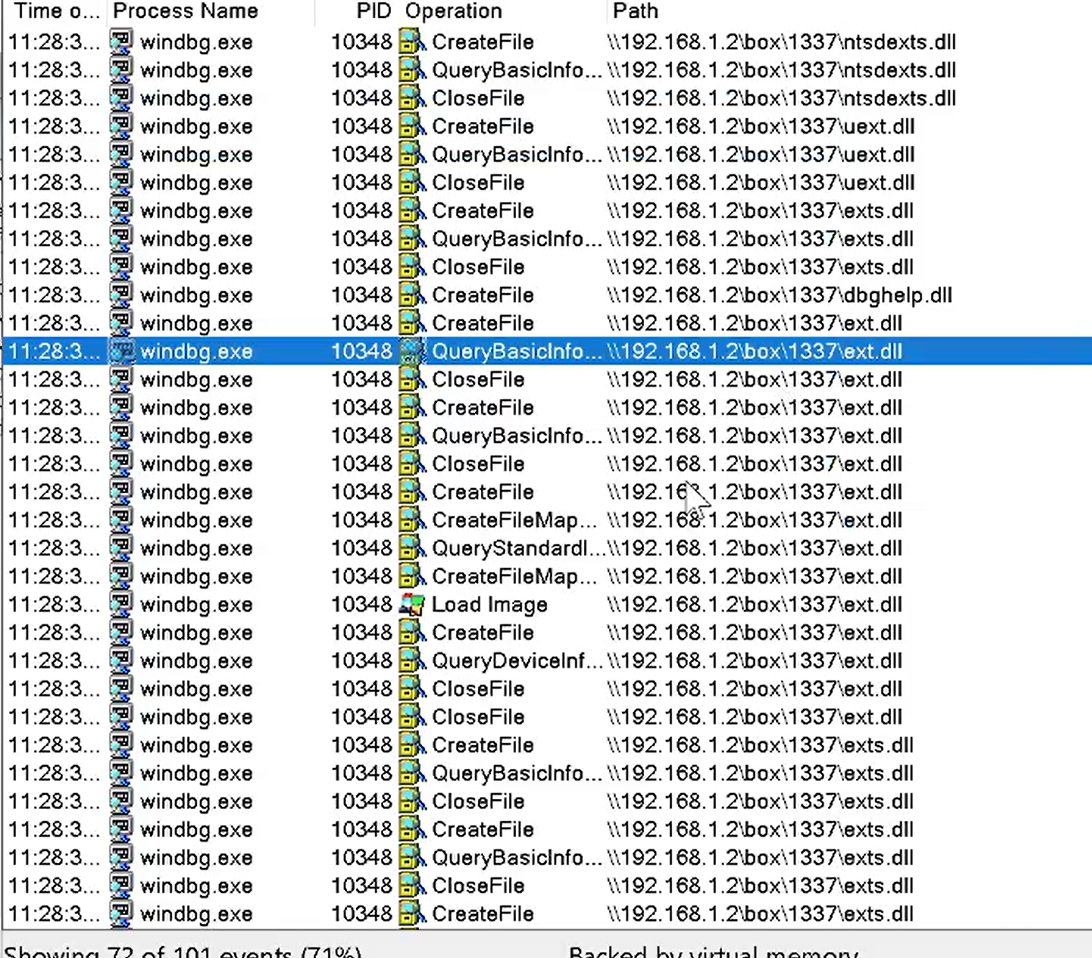 Time o... Process Name PID Operation Path
11:28:3... windbg.exe 10348 CreateFile \\192.168.1.2\box\1337\ntsdexts.dll
11:28:3... windbg.exe 10348 QueryBasicInfo... \\192.168.1.2\box\1337\ntsdexts.dll
11:28:3... windbg.exe 10348 CloseFile \\192.168.1.2\box\1337\ntsdexts.dll
11:28:3... windbg.exe 10348 CreateFile \\192.168.1.2\box\1337\uext.dll
11:28:3... windbg.exe 10348 QueryBasicInfo... \\192.168.1.2\box\1337\uext.dll
11:28:3... windbg.exe 10348 CloseFile \\192.168.1.2\box\1337\uext.dll
11:28:3... windbg.exe 10348 CreateFile \\192.168.1.2\box\1337\exts.dll
11:28:3... windbg.exe 10348 QueryBasicInfo... \\192.168.1.2\box\1337\exts.dll
11:28:3... windbg.exe 10348 CloseFile \\192.168.1.2\box\1337\exts.dll
11:28:3... windbg.exe 10348 CreateFile \\192.168.1.2\box\1337\dbghelp.dll
11:28:3... windbg.exe 10348 CreateFile \\192.168.1.2\box\1337\ext.dll
11:28:3... windbg.exe 10348 QueryBasicInfo... \\192.168.1.2\box\1337\ext.dll
11:28:3... windbg.exe 10348 CloseFile \\192.168.1.2\box\1337\ext.dll
11:28:3... windbg.exe 10348 CreateFile \\192.168.1.2\box\1337\ext.dll
11:28:3... windbg.exe 10348 QueryBasicInfo... \\192.168.1.2\box\1337\ext.dll
11:28:3... windbg.exe 10348 CloseFile \\192.168.1.2\box\1337\ext.dll
11:28:3... windbg.exe 10348 CreateFile \\192.168.1.2\box\1337\ext.dll
11:28:3... windbg.exe 10348 CreateFileMap... \\192.168.1.2\box\1337\ext.dll
11:28:3... windbg.exe 10348 QueryStandardI... \\192.168.1.2\box\1337\ext.dll
11:28:3... windbg.exe 10348 CreateFileMap... \\192.168.1.2\box\1337\ext.dll
11:28:3... windbg.exe 10348 Load Image \\192.168.1.2\box\1337\ext.dll
11:28:3... windbg.exe 10348 CreateFile \\192.168.1.2\box\1337\ext.dll
11:28:3... windbg.exe 10348 QueryDeviceInf... \\192.168.1.2\box\1337\ext.dll
11:28:3... windbg.exe 10348 CloseFile \\192.168.1.2\box\1337\ext.dll
11:28:3... windbg.exe 10348 CloseFile \\192.168.1.2\box\1337\ext.dll
11:28:3... windbg.exe 10348 CreateFile \\192.168.1.2\box\1337\exts.dll
11:28:3... windbg.exe 10348 QueryBasicInfo... \\192.168.1.2\box\1337\exts.dll
11:28:3... windbg.exe 10348 CloseFile \\192.168.1.2\box\1337\exts.dll
11:28:3... windbg.exe 10348 CreateFile \\192.168.1.2\box\1337\exts.dll
11:28:3... windbg.exe 10348 QueryBasicInfo... \\192.168.1.2\box\1337\exts.dll
11:28:3... windbg.exe 10348 CloseFile \\192.168.1.2\box\1337\exts.dll
11:28:3... windbg.exe 10348 CreateFile \\192.168.1.2\box\1337\exts.dll
Showing 72 of 101 events (71%) Backed by virtual memory